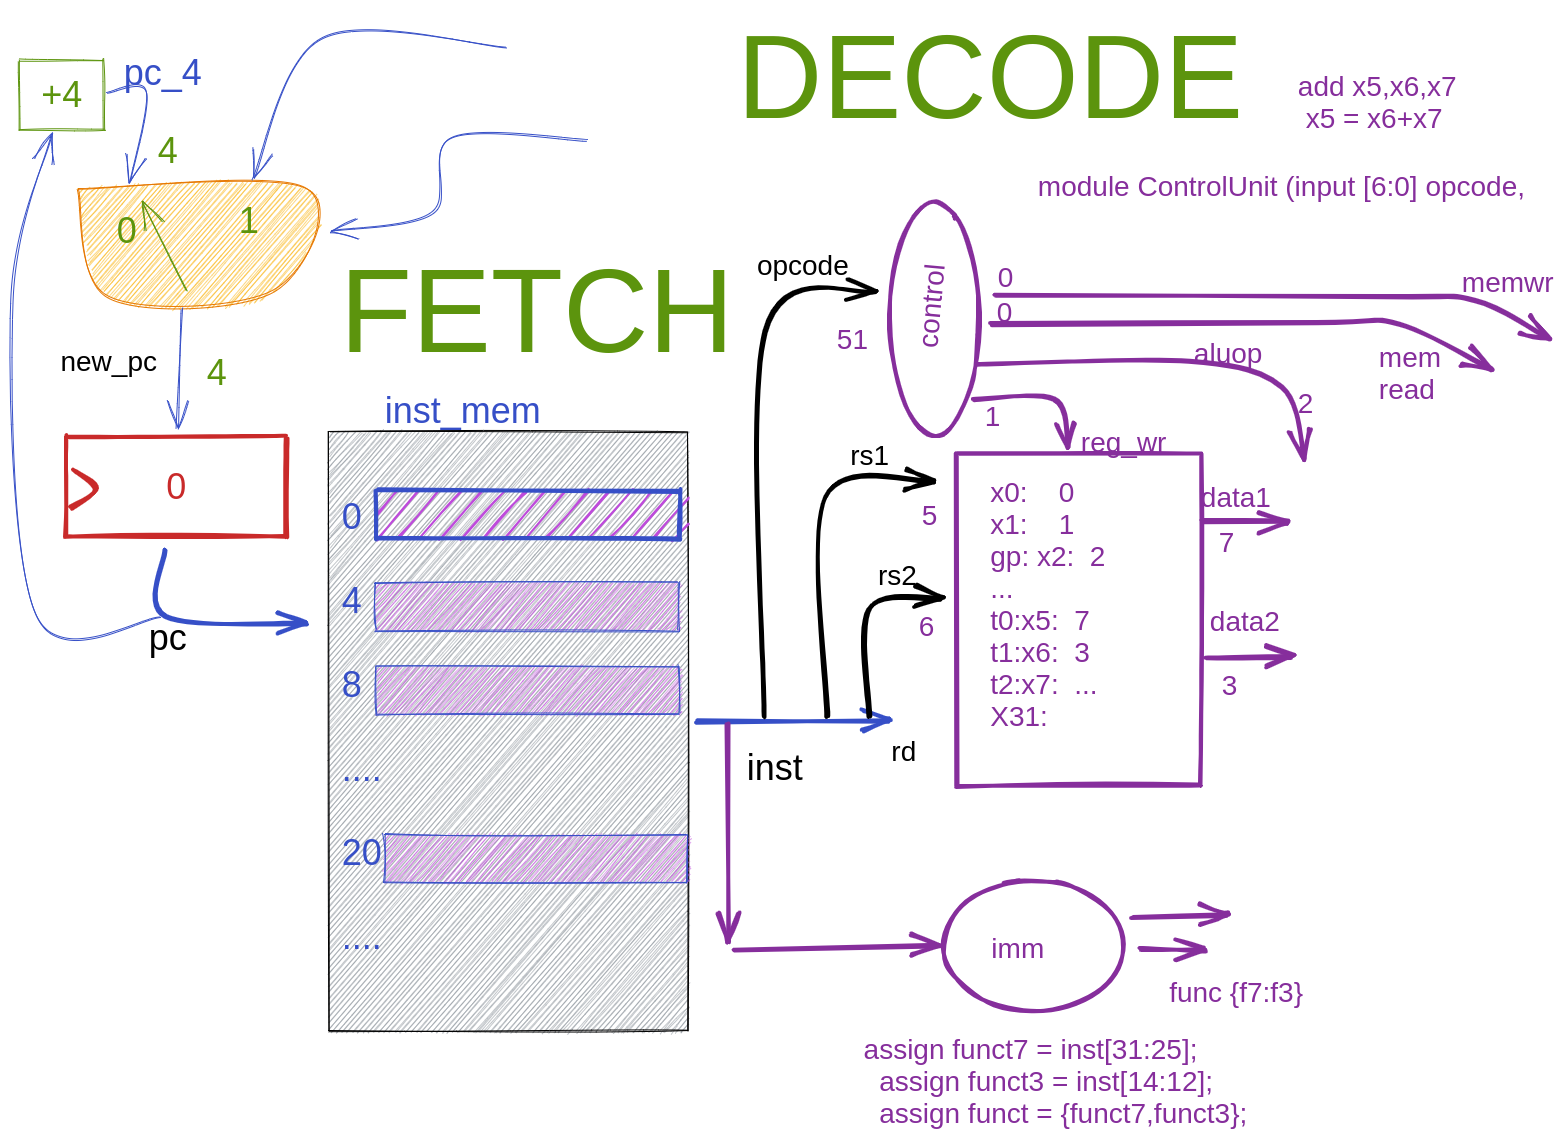 DECODE
+4
pc_4
add x5,x6,x7
x5 = x6+x7
4
module ControlUnit (input [6:0] opcode,
0
1
FETCH
opcode
control
51
0
0
memwr
aluop
mem
read
new_pc
4
inst_mem
1
2
reg_wr
rs1
5
rs2
6
0
0
4
8
....
20
....
pc
x0: 0
x1: 1
gp: x2: 2
...
t0:x5: 7
t1:x6: 3
t2:x7: ...
X31:
data1
7
data2
3
inst
rd
imm
func {f7:f3}
assign funct7 = inst[31:25];
assign funct3 = inst[14:12];
assign funct = {funct7,funct3};